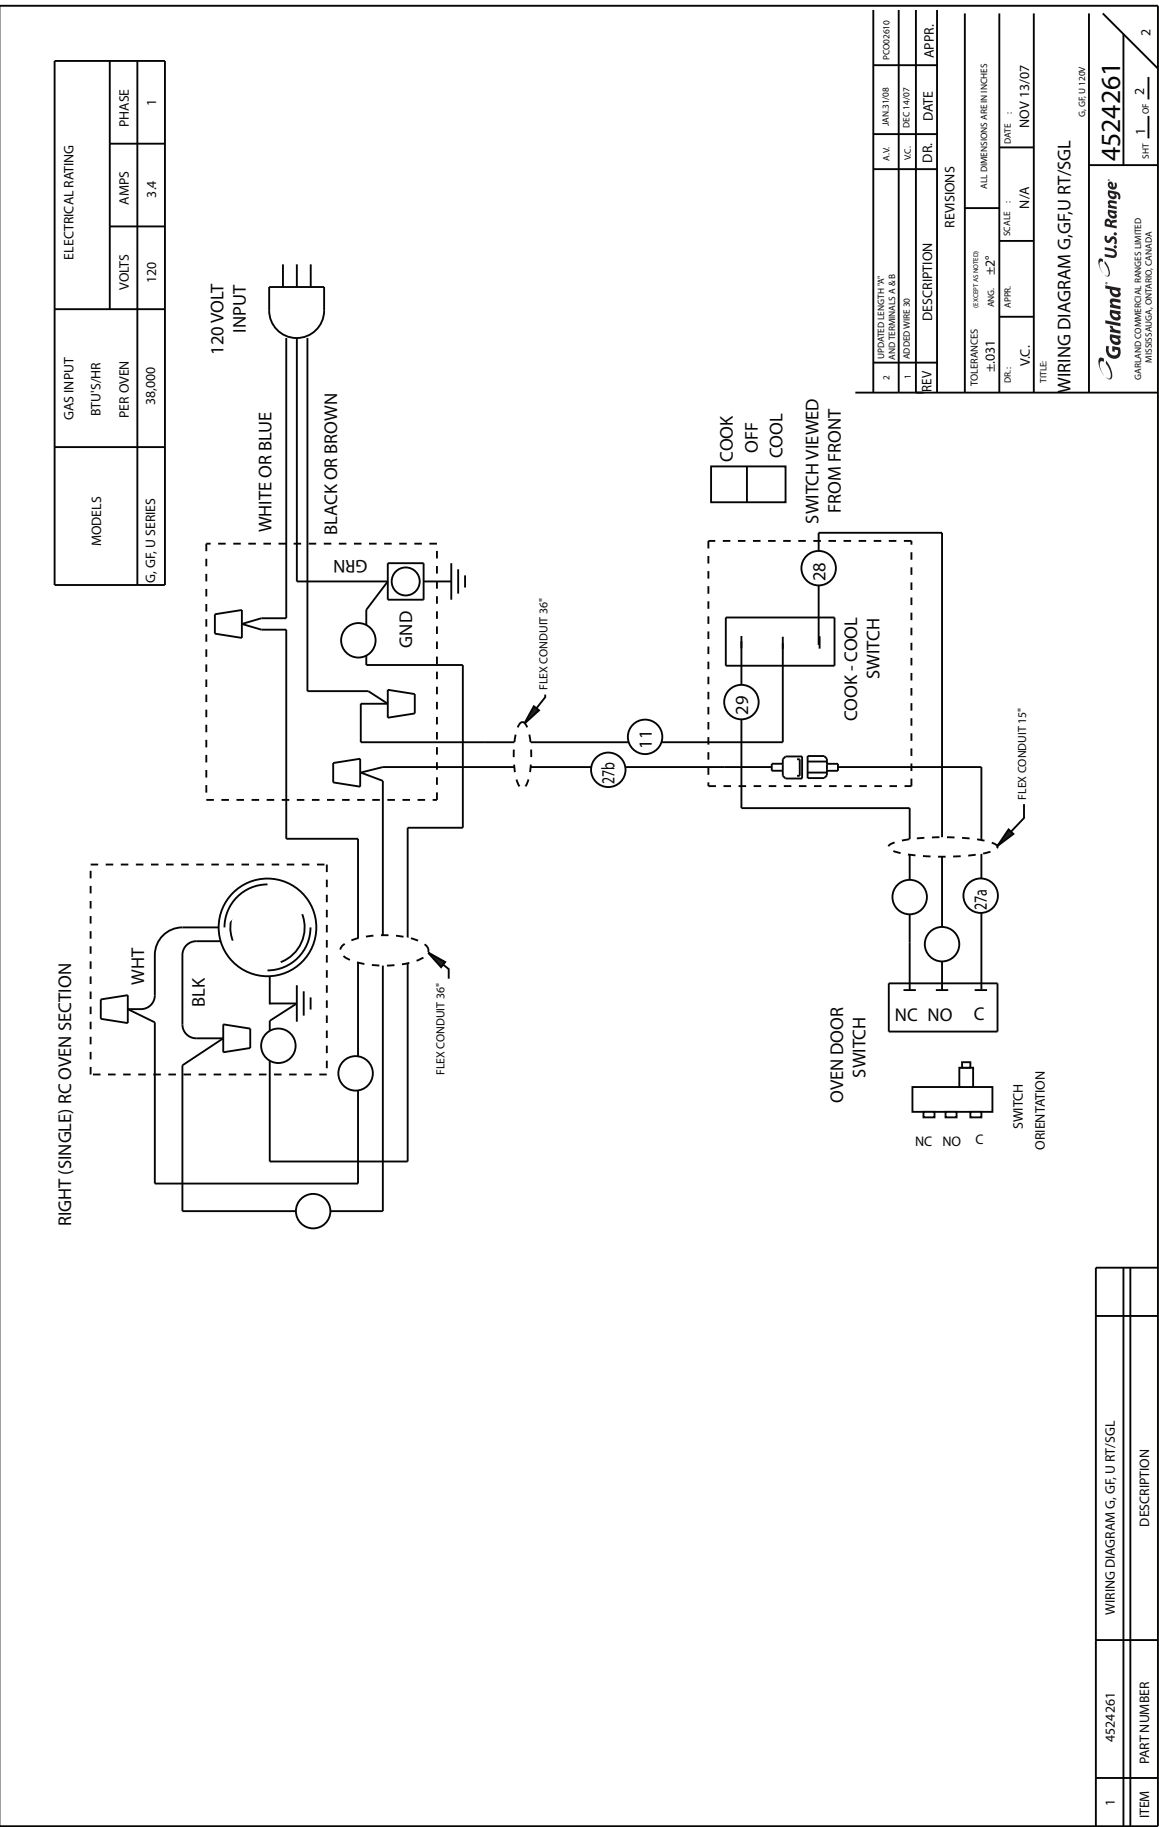 MODELS
GAS INPUT
BTU'S/HR
PER OVEN
ELECTRICAL RATING
VOLTS
AMPS
PHASE
G, GF, U SERIES
38,000
120
3.4
1
RIGHT (SINGLE) RC OVEN SECTION
WHT
BLK
FLEX CONDUIT 36"
120 VOLT
INPUT
WHITE OR BLUE
BLACK OR BROWN
GRN
GND
FLEX CONDUIT 36"
11
27b
29
28
COOK - COOL
SWITCH
COOK
OFF
COOL
SWITCH VIEWED
FROM FRONT
FLEX CONDUIT 15"
27a
OVEN DOOR
SWITCH
NC
NO
C
NC
NO
C
SWITCH
ORIENTATION
2
UPDATED LENGTH "A"
AND TERMINALS A & B
A.V.
JAN.31/08
PCO02610
1
ADDED WIRE 30
V.C.
DEC 14/07
REV
DESCRIPTION
DR.
DATE
APPR.
REVISIONS
TOLERANCES
(EXCEPT AS NOTED)
±.031
ANG.
±2°
ALL DIMENSIONS ARE IN INCHES
DR.:
V.C.
APPR.
SCALE :
N/A
DATE :
NOV 13/07
TITLE:
WIRING DIAGRAM G,GF,U RT/SGL
G, GF, U 120V
Garland
U.S. Range
GARLAND COMMERCIAL RANGES LIMITED
MISSISSAUGA, ONTARIO, CANADA
4524261
SHT 1 OF 2
2
1
4524261
WIRING DIAGRAM G, GF, U RT/SGL
ITEM
PART NUMBER
DESCRIPTION